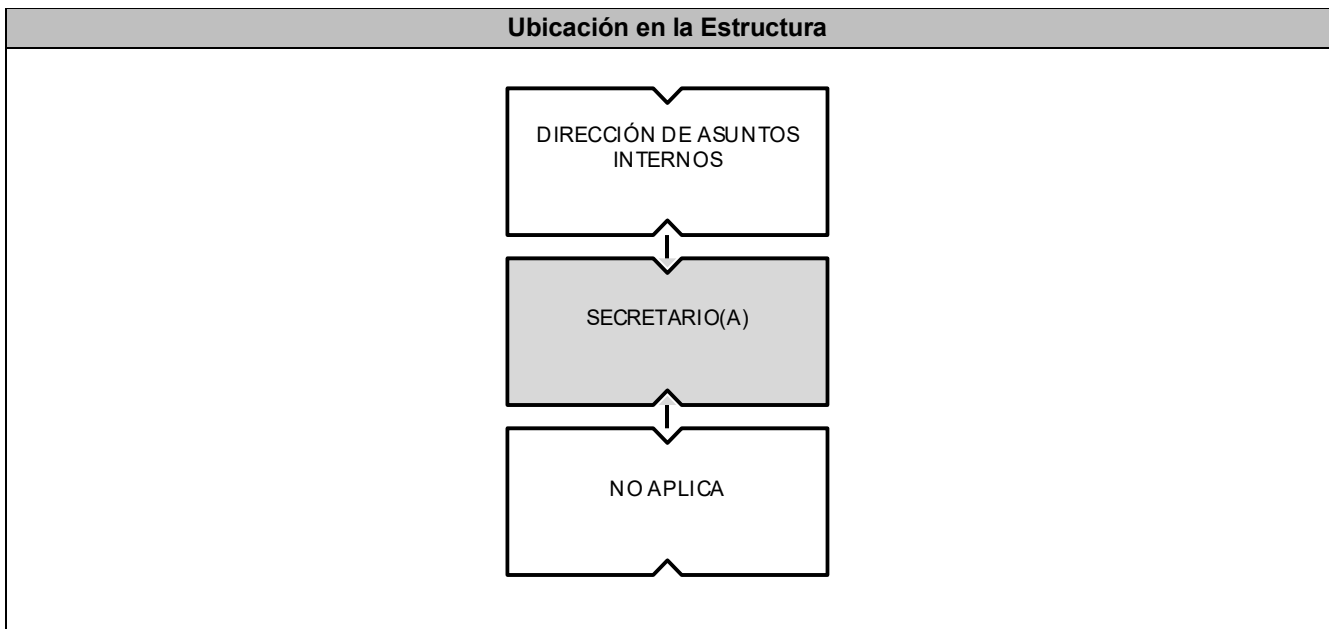 Ubicación en la Estructura
DIRECCIÓN DE ASUNTOS
INTERNOS
SECRETARIO(A)
NO APLICA